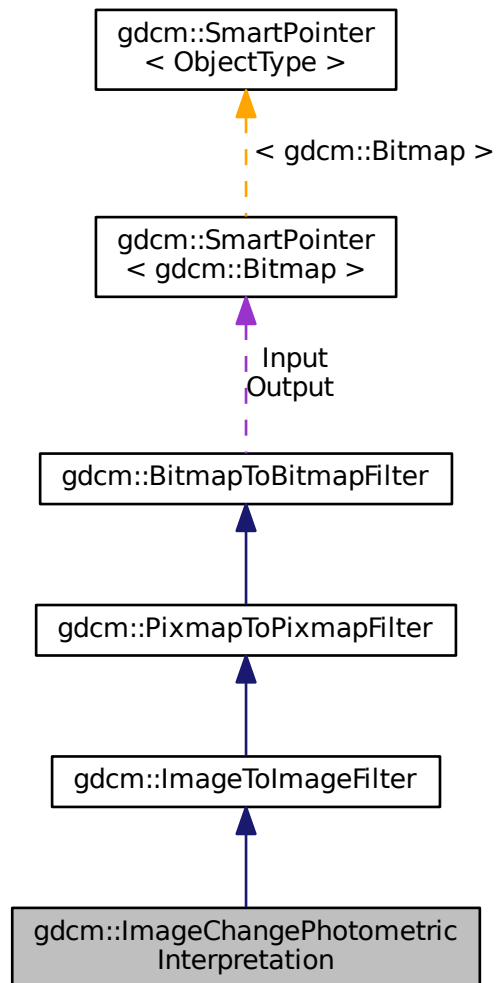 gdcm::SmartPointer
< ObjectType >
< gdcm::Bitmap >
gdcm::SmartPointer
< gdcm::Bitmap >
Input
Output
gdcm::BitmapToBitmapFilter
gdcm::PixmapToPixmapFilter
gdcm::ImageToImageFilter
gdcm::ImageChangePhotometric
Interpretation